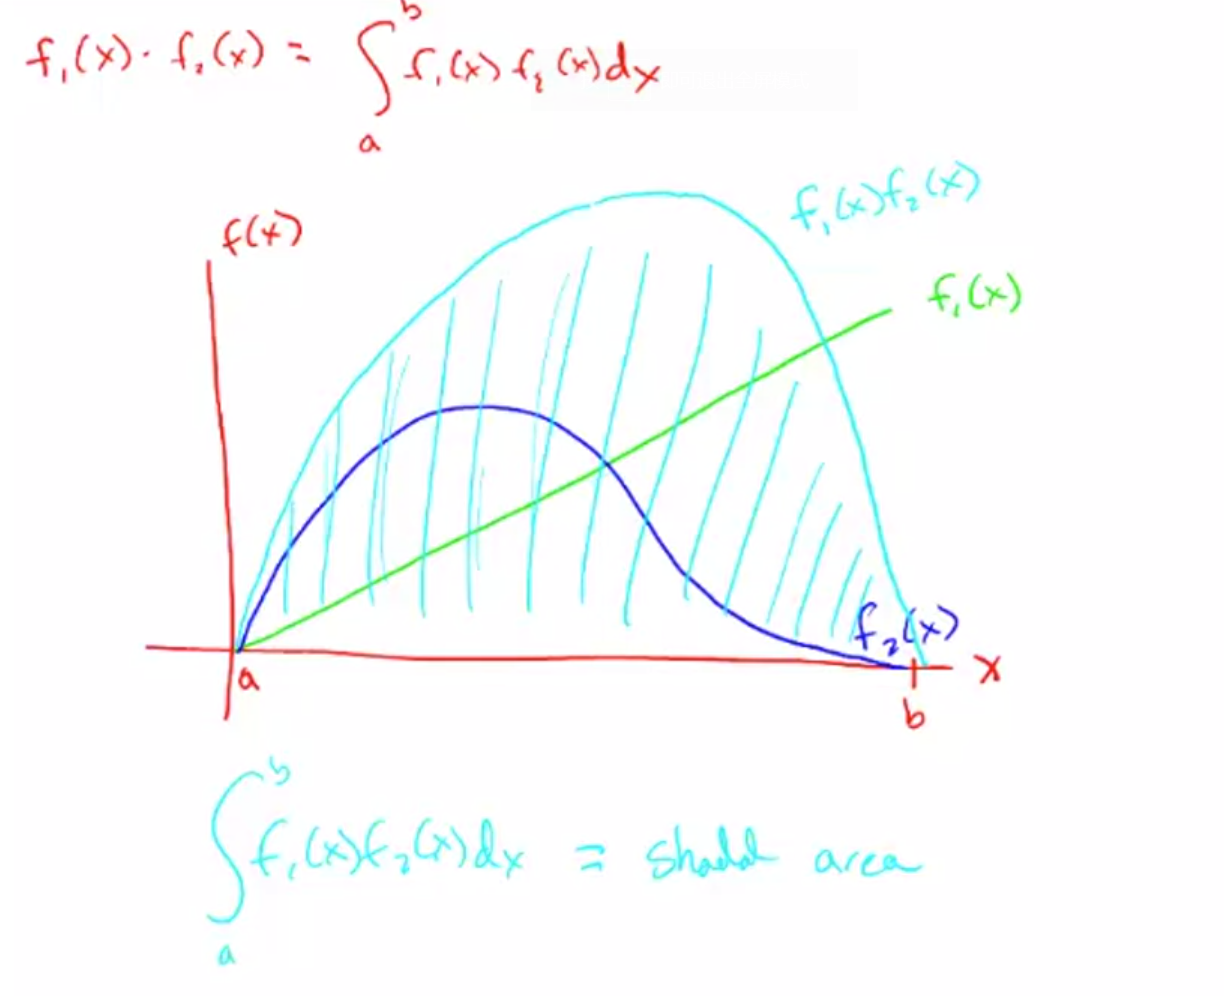 f₁(x) · f₂(x) = ∫ₐᵇ f₁(x) f₂(x) dx
f₁(x)f₂(x)
f(x)
f₁(x)
f₂(x)
x
a
b
∫ₐᵇ f₁(x)f₂(x)dx = shaded area